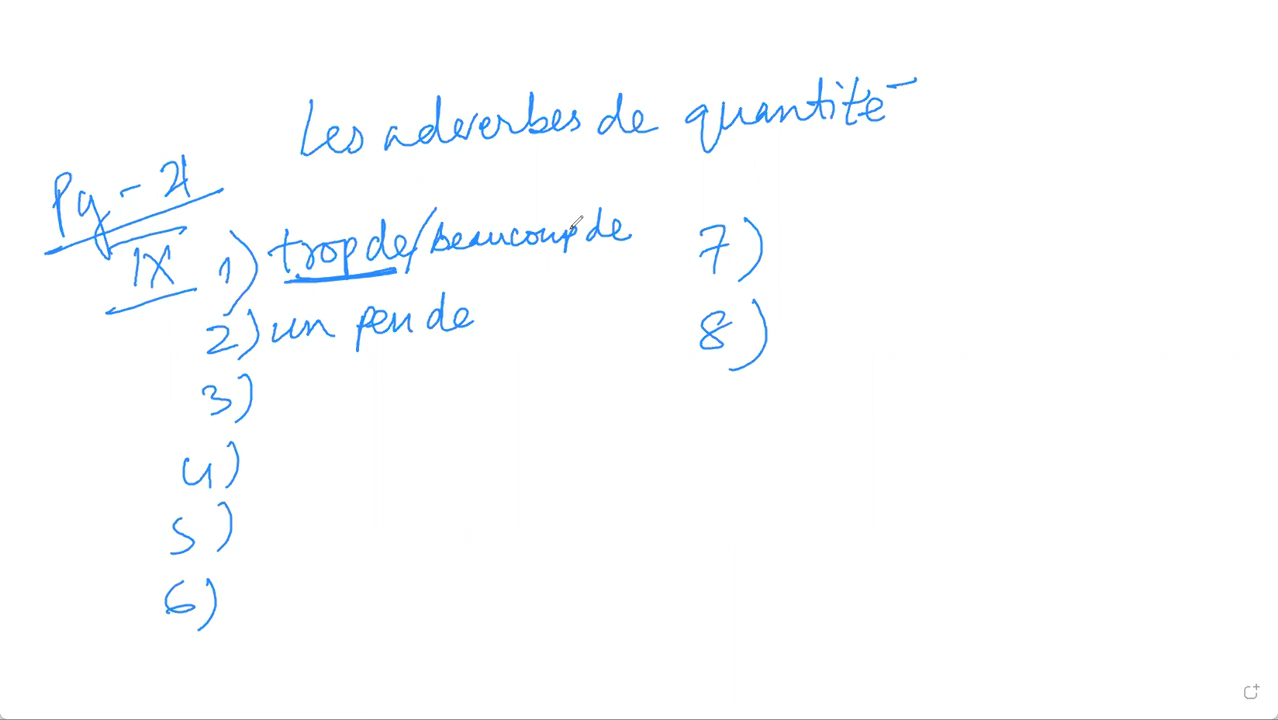 Les adeverbes de quantité
Pg - 21
IX
1) trop de/beaucoup de
2) un peu de
3)
4)
5)
6)
7)
8)